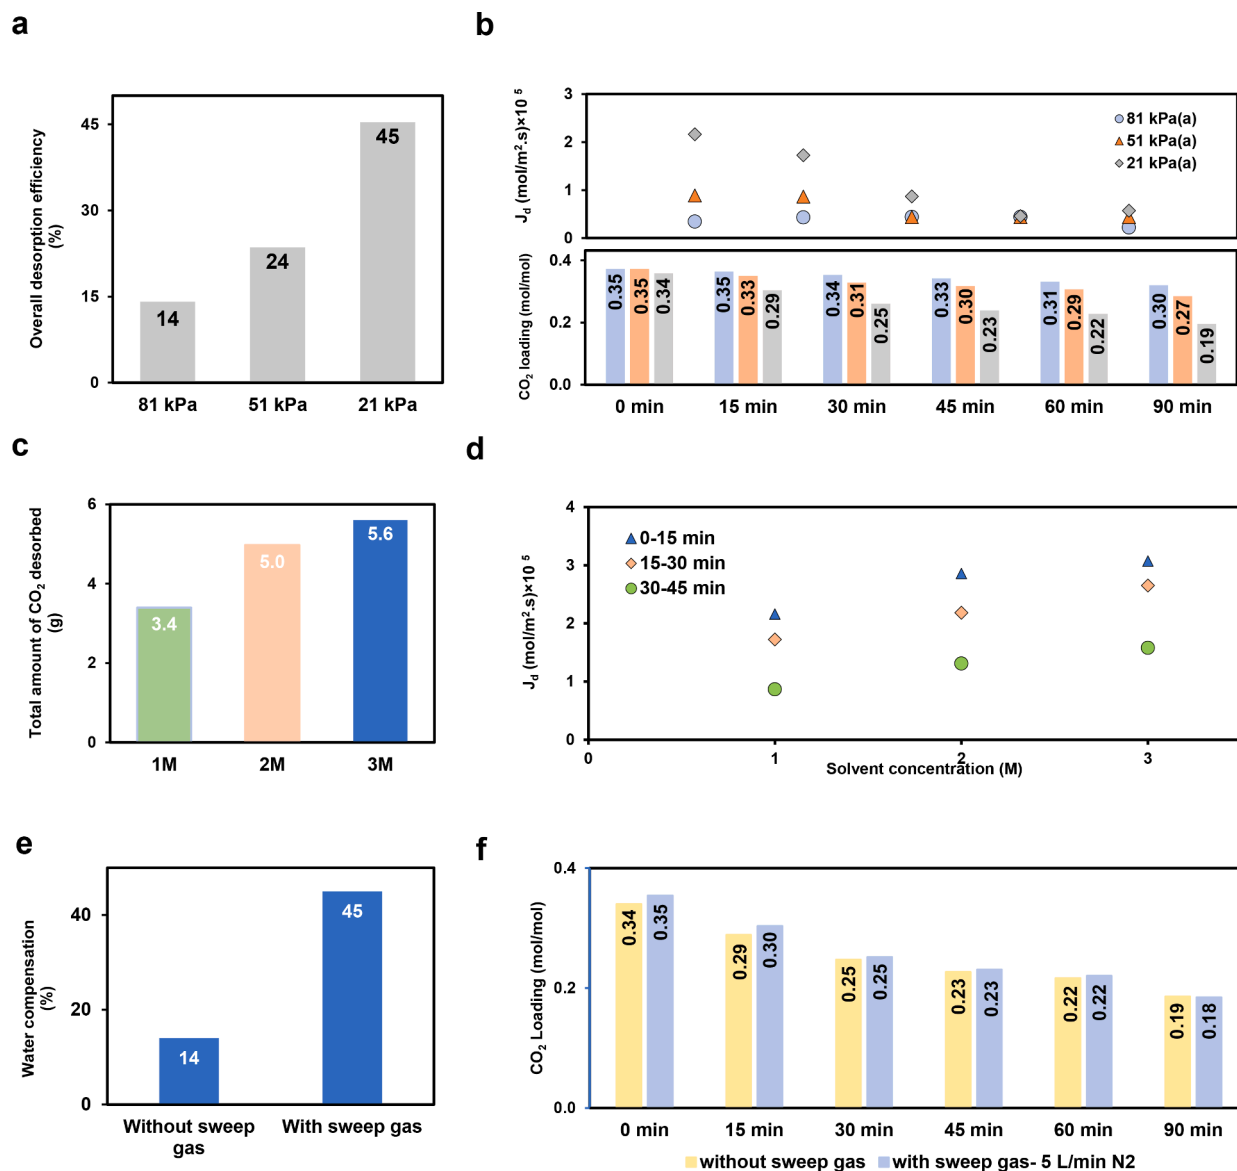 a
Overall desorption efficiency
(%)
45
30
15
0
14
24
45
81 kPa
51 kPa
21 kPa
b
J_d (mol/m².s)×10 ⁵
3
2
1
0
81 kPa(a)
51 kPa(a)
21 kPa(a)
CO₂ loading (mol/mol)
0.4
0.2
0.0
0.35
0.35
0.34
0.35
0.33
0.29
0.34
0.31
0.25
0.33
0.30
0.23
0.31
0.29
0.22
0.30
0.27
0.19
0 min
15 min
30 min
45 min
60 min
90 min
c
Total amount of CO₂ desorbed
(g)
6
4
2
0
3.4
5.0
5.6
1M
2M
3M
d
J_d (mol/m².s)×10 ⁵
4
3
2
1
0
0-15 min
15-30 min
30-45 min
0
1
2
3
Solvent concentration (M)
e
Water compensation
(%)
40
20
0
14
45
Without sweep
gas
With sweep gas
f
CO₂ Loading (mol/mol)
0.4
0.2
0.0
0.34
0.35
0.29
0.30
0.25
0.25
0.23
0.23
0.22
0.22
0.19
0.18
0 min
15 min
30 min
45 min
60 min
90 min
without sweep gas
with sweep gas- 5 L/min N2